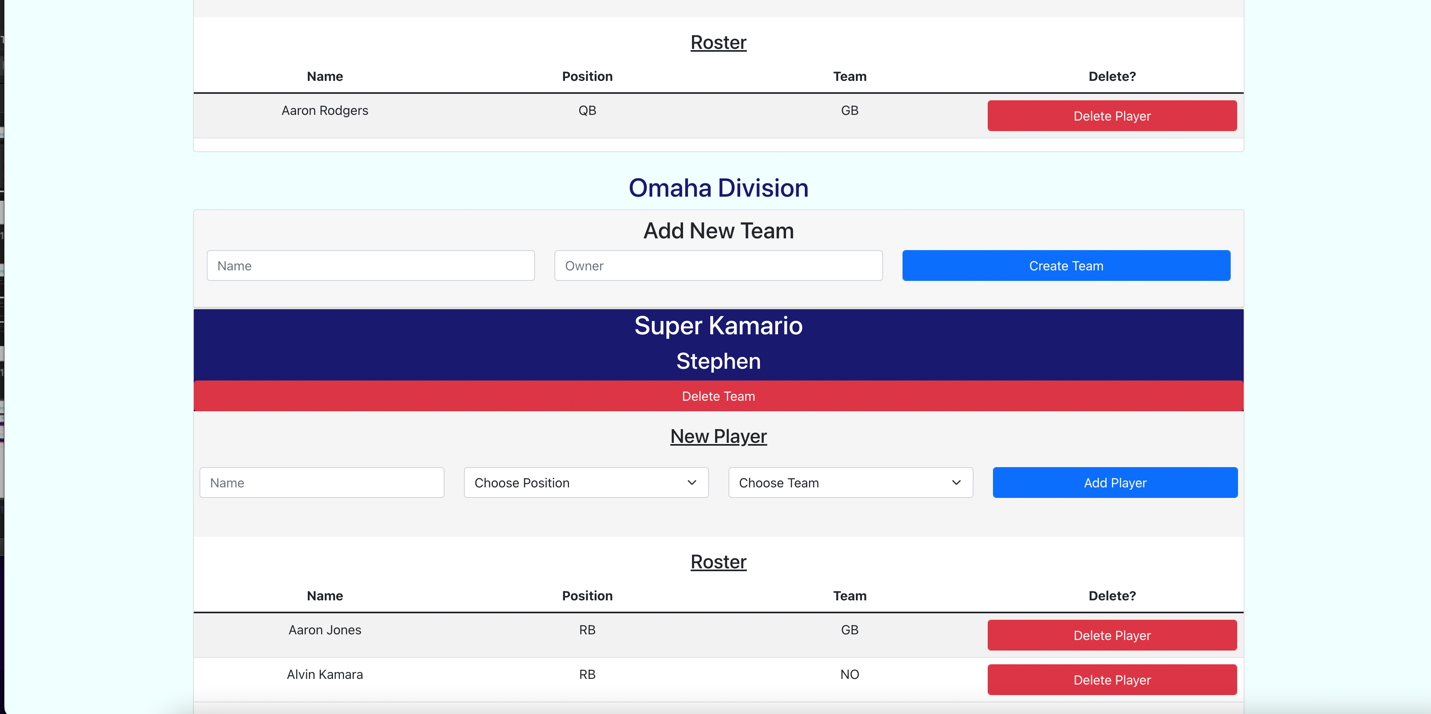 Roster
Name Position Team Delete?
Aaron Rodgers QB GB Delete Player
Omaha Division
Add New Team
Name Owner Create Team
Super Kamario
Stephen
Delete Team
New Player
Name Choose Position Choose Team Add Player
Roster
Name Position Team Delete?
Aaron Jones RB GB Delete Player
Alvin Kamara RB NO Delete Player